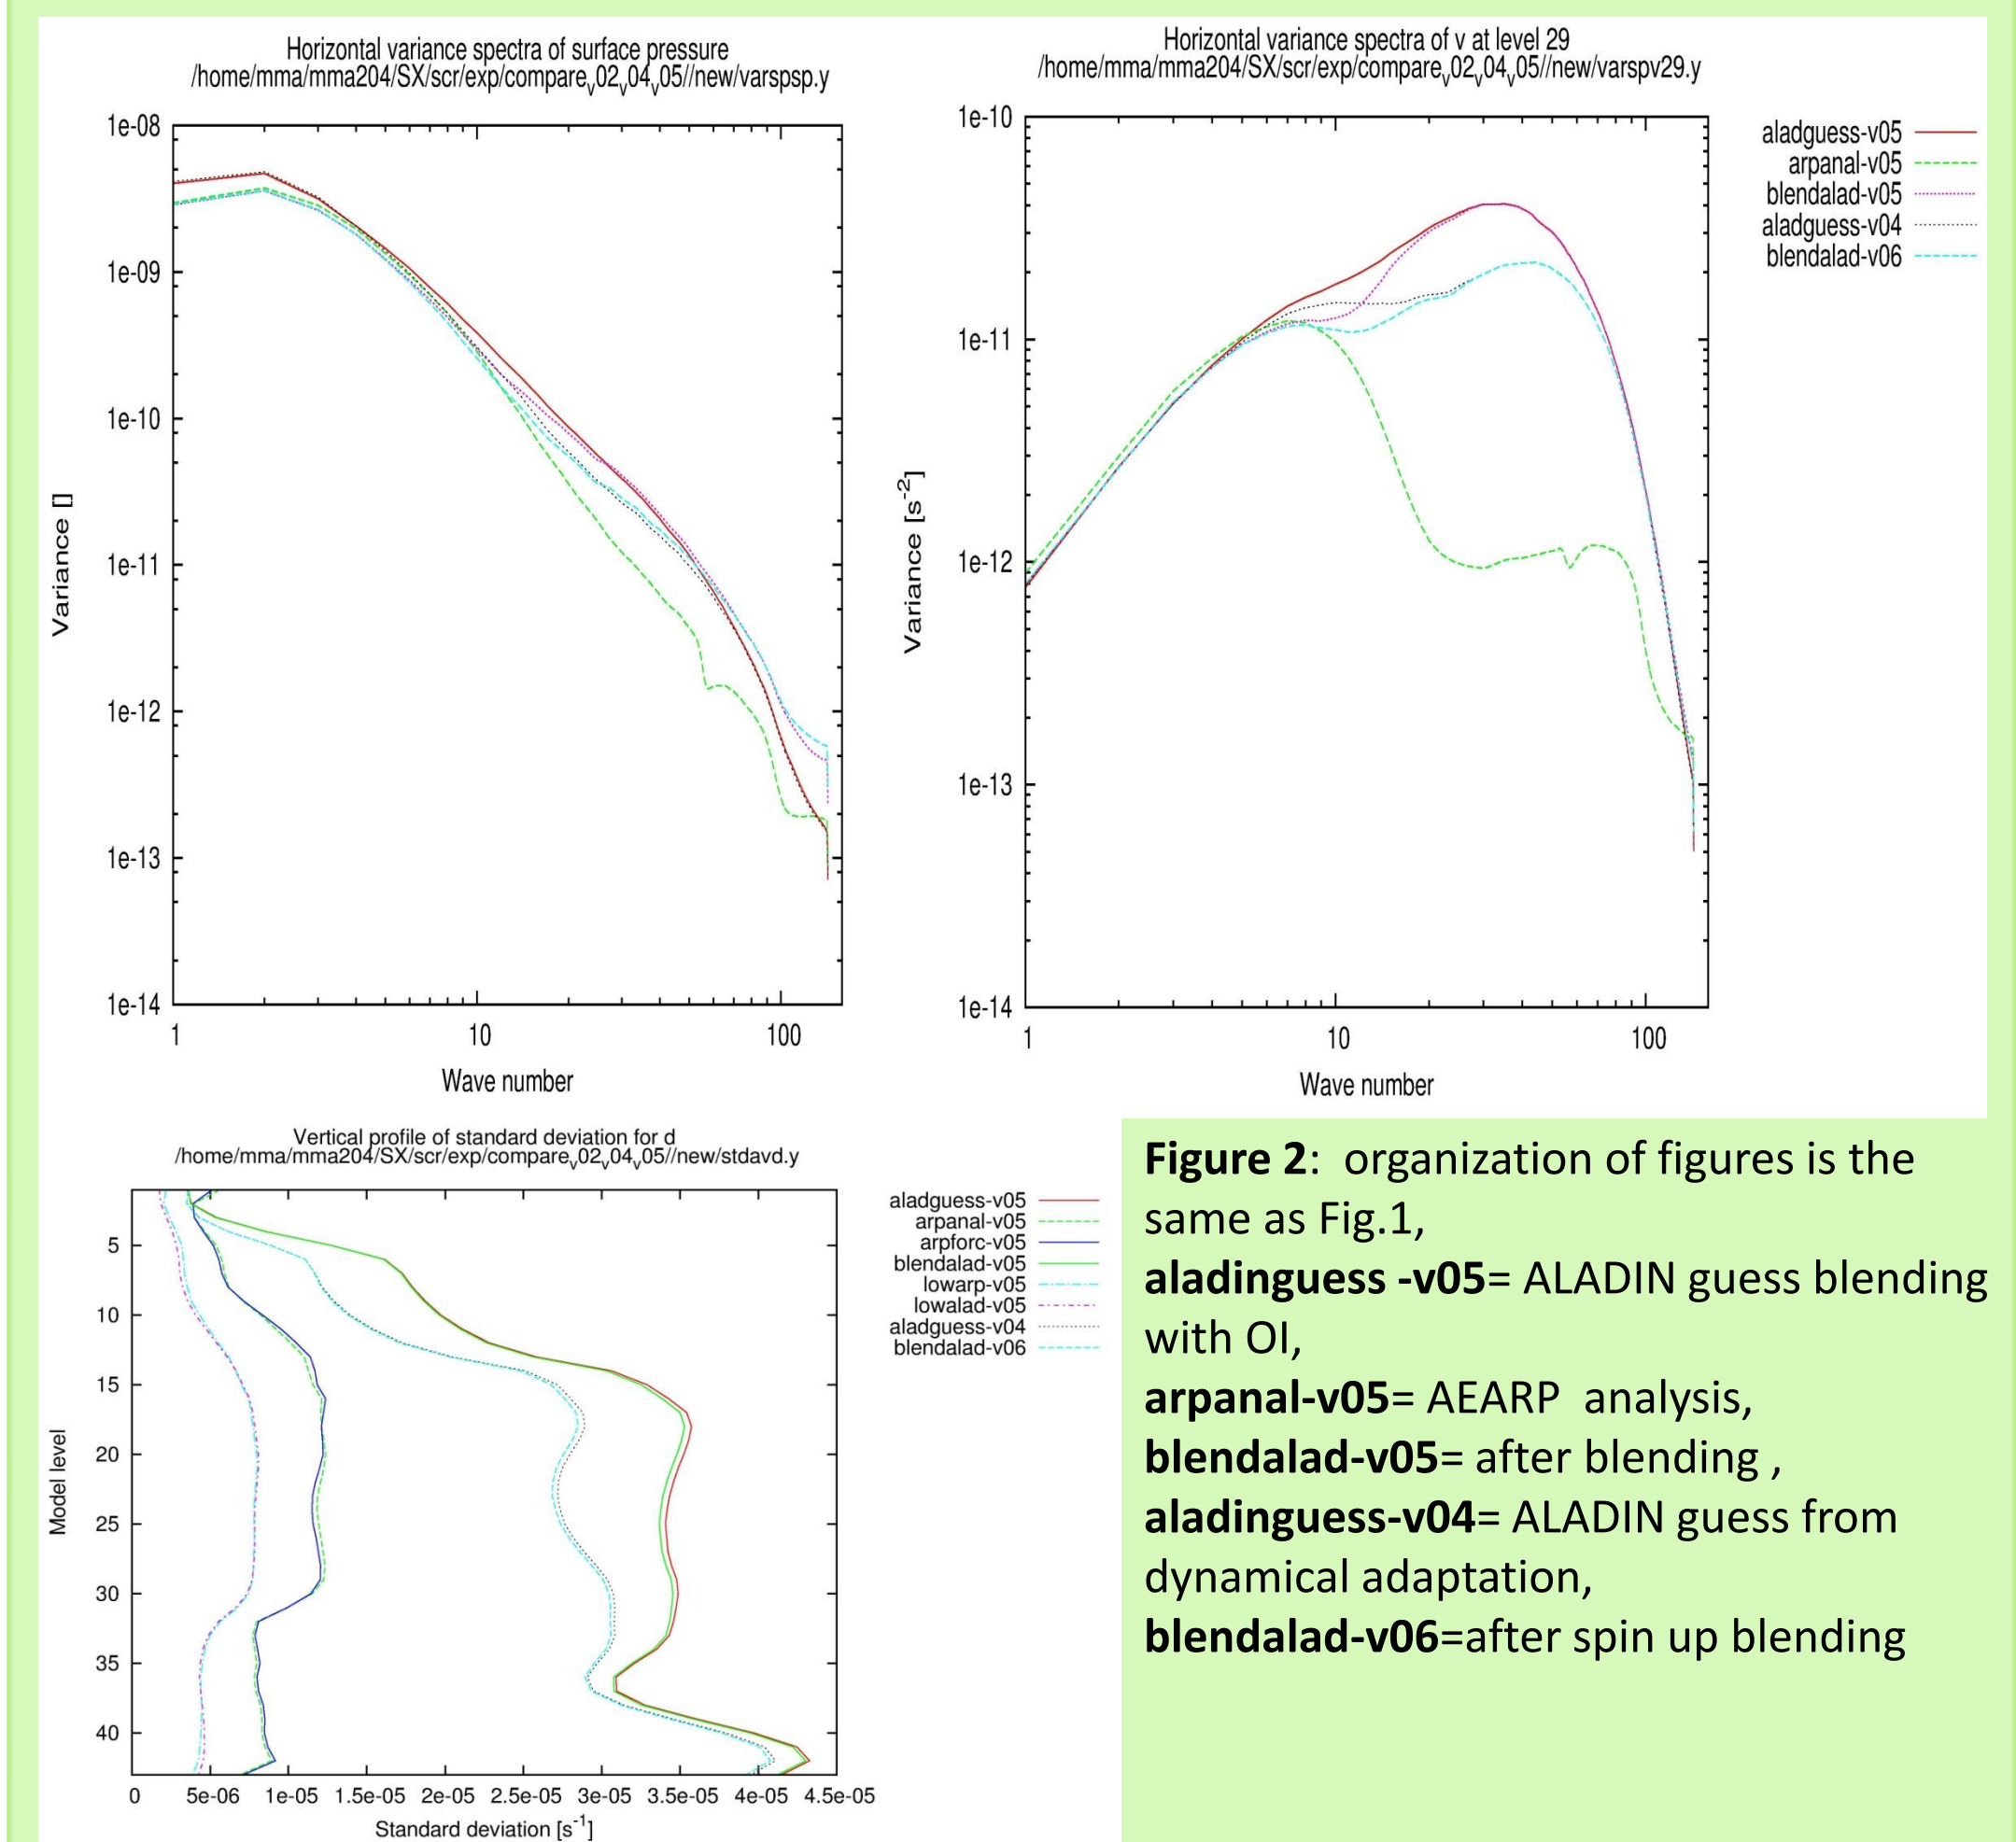 Horizontal variance spectra of surface pressure
/home/mma/mma204/SX/scr/exp/compare_v02_v04_v05//new/varspsp.y
1e-08
1e-09
1e-10
1e-11
1e-12
1e-13
1e-14
Variance []
1
10
100
Wave number
Horizontal variance spectra of v at level 29
/home/mma/mma204/SX/scr/exp/compare_v02_v04_v05//new/varspv29.y
1e-10
1e-11
1e-12
1e-13
1e-14
Variance [s-2]
1
10
100
Wave number
aladguess-v05
arpanal-v05
blendalad-v05
aladguess-v04
blendalad-v06
Vertical profile of standard deviation for d
/home/mma/mma204/SX/scr/exp/compare_v02_v04_v05//new/stdavd.y
5
10
15
20
25
30
35
40
Model level
0
5e-06
1e-05
1.5e-05
2e-05
2.5e-05
3e-05
3.5e-05
4e-05
4.5e-05
Standard deviation [s-1]
aladguess-v05
arpanal-v05
arpforc-v05
blendalad-v05
lowarp-v05
lowalad-v05
aladguess-v04
blendalad-v06
Figure 2: organization of figures is the
same as Fig.1,
aladinguess -v05= ALADIN guess blending
with OI,
arpanal-v05= AEARP analysis,
blendalad-v05= after blending ,
aladinguess-v04= ALADIN guess from
dynamical adaptation,
blendalad-v06=after spin up blending